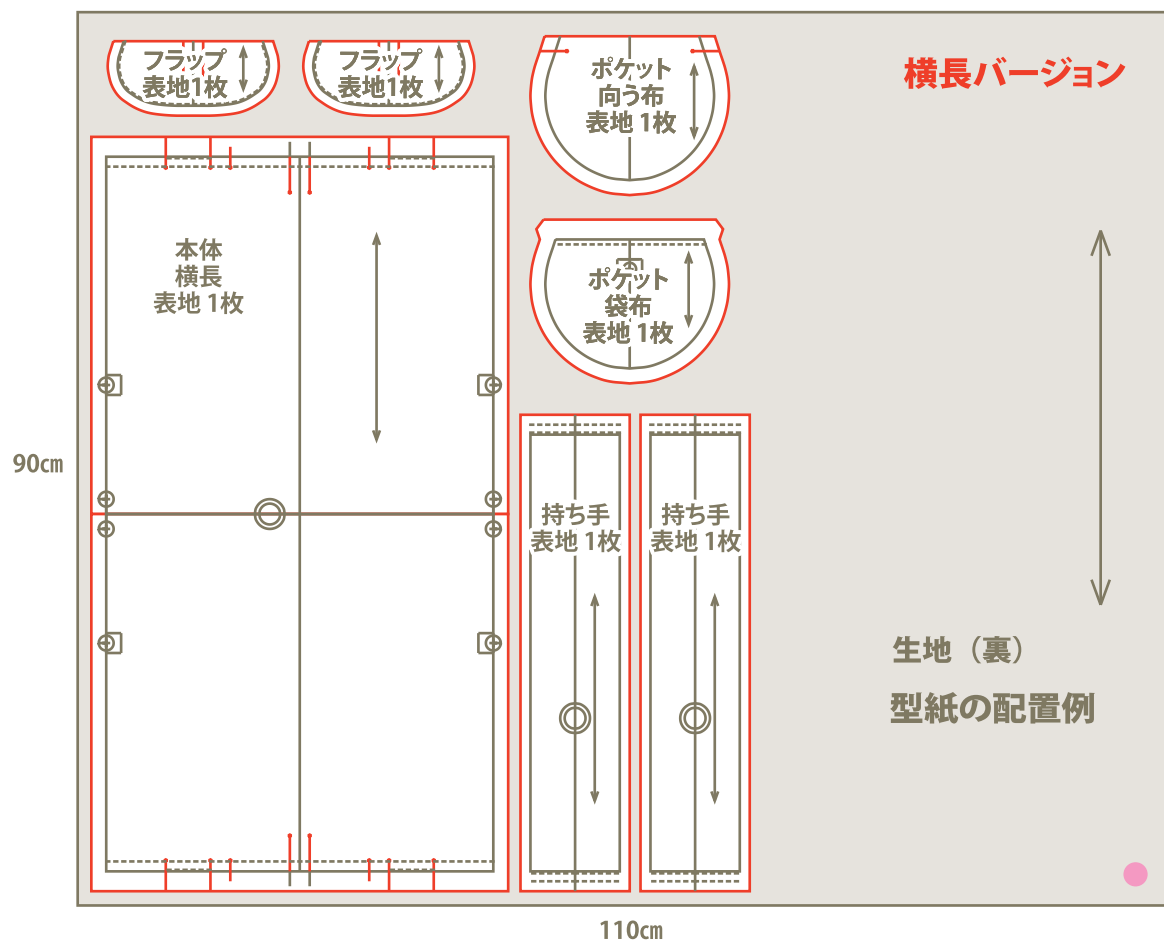 フラップ
表地1枚
フラップ
表地1枚
ポケット
向う布
表地 1枚
横長バージョン
本体
横長
表地 1枚
ポケット
袋布
表地 1枚
90cm
持ち手
表地 1枚
持ち手
表地 1枚
生地（裏）
型紙の配置例
110cm